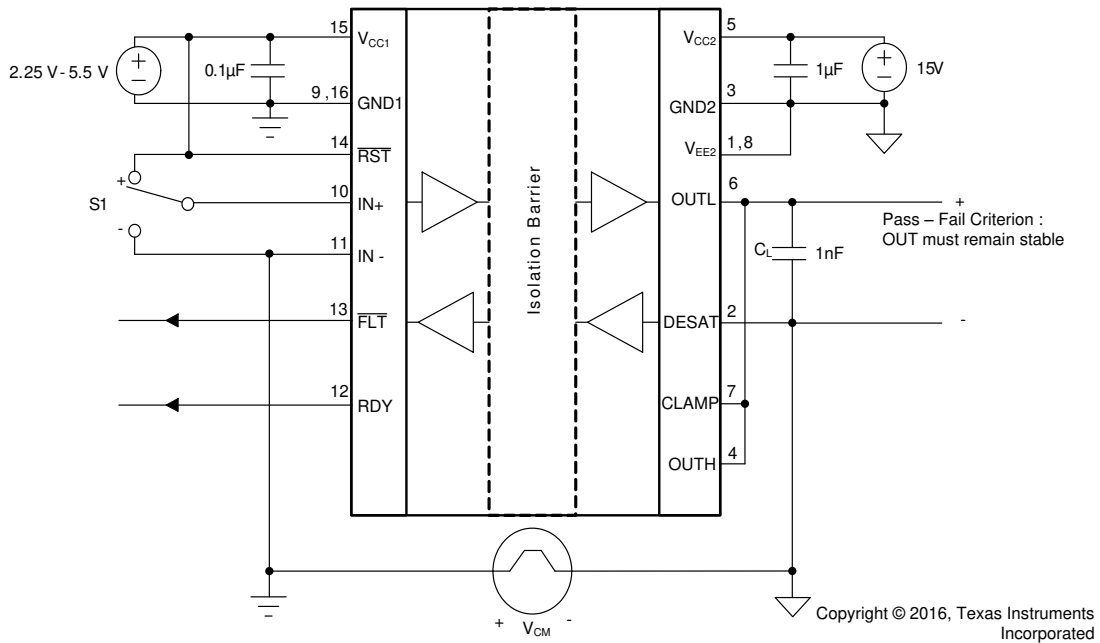 15
V_CC1
2.25 V - 5.5 V
+
−
0.1µF
9 ,16
GND1
14
RST
+
S1
-
10
IN+
11
IN -
13
FLT
12
RDY
Isolation Barrier
5
V_CC2
1µF
+
−
15V
3
GND2
1,8
V_EE2
6
OUTL
+
Pass – Fail Criterion :
OUT must remain stable
C_L
1nF
2
DESAT
-
7
CLAMP
4
OUTH
+ V_CM -
Copyright © 2016, Texas Instruments
Incorporated